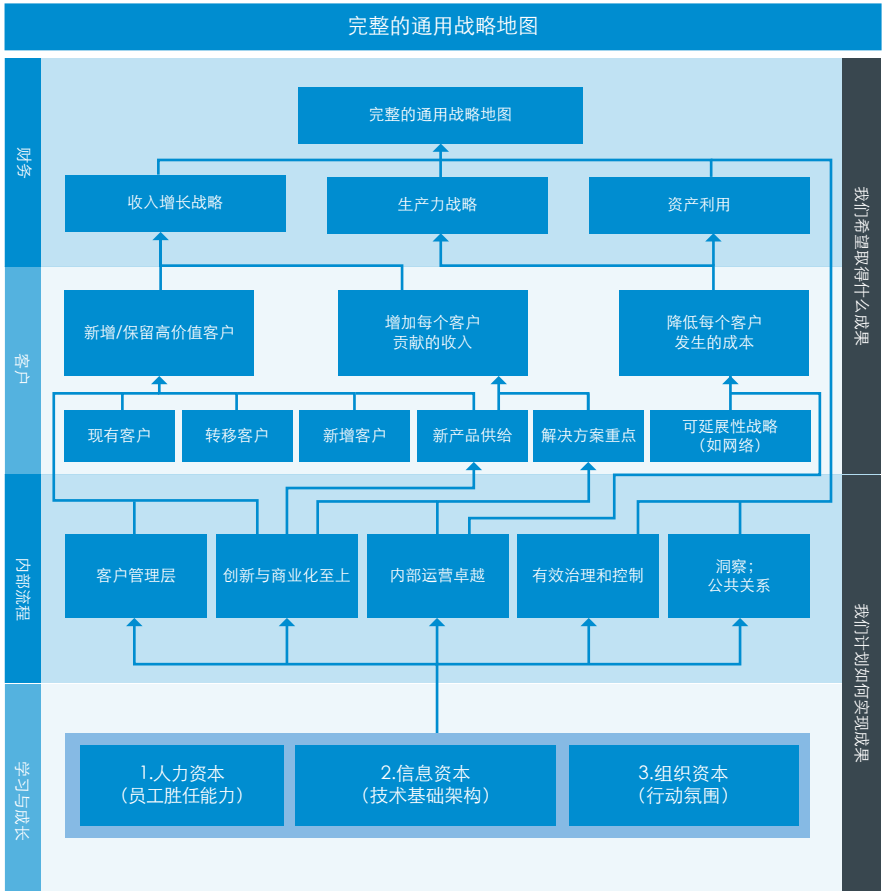 完整的通用战略地图
财务
完整的通用战略地图
收入增长战略
生产力战略
资产利用
我们希望取得什么成果
客户
新增/保留高价值客户
增加每个客户
贡献的收入
降低每个客户
发生的成本
现有客户
转移客户
新增客户
新产品供给
解决方案重点
可延展性战略
（如网络）
内部流程
客户管理层
创新与商业化至上
内部运营卓越
有效治理和控制
洞察；
公共关系
我们计划如何实现成果
学习与成长
1.人力资本
（员工胜任能力）
2.信息资本
（技术基础架构）
3.组织资本
（行动氛围）